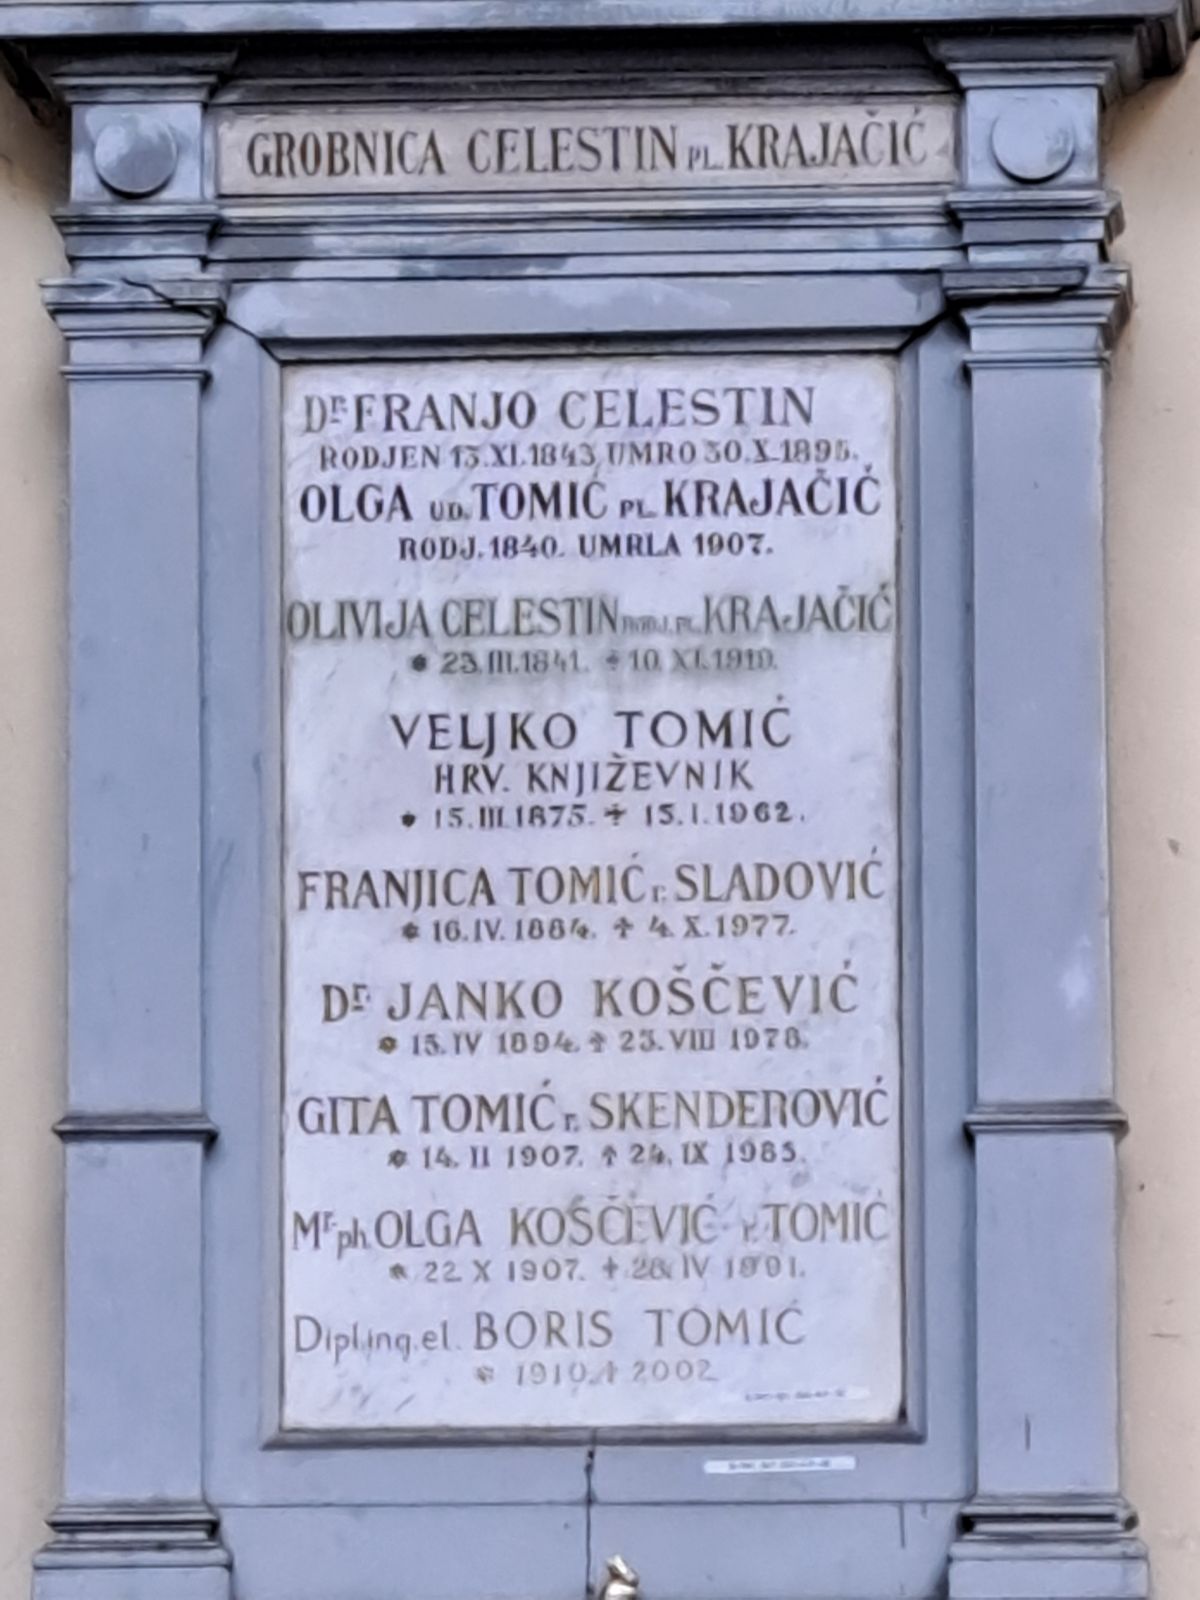 GROBNICA CELESTIN PL. KRAJAČIĆ
Dr. FRANJO CELESTIN
RODJEN 13.XI.1843, UMRO 30.X.1895.
OLGA UD. TOMIĆ PL. KRAJAČIĆ
RODJ. 1840. UMRLA 1907.
OLIVIJA CELESTIN RODJ. PL. KRAJAČIĆ
* 23.III.1841. + 10.XI.1910.
VELJKO TOMIĆ
HRV. KNJIŽEVNIK
* 15.III.1875. + 15.I.1962.
FRANJICA TOMIĆ r. SLADOVIĆ
* 16.IV.1884. + 4.X.1977.
Dr. JANKO KOŠČEVIĆ
* 15.IV 1894. + 23.VIII 1978.
GITA TOMIĆ r. SKENDEROVIĆ
* 14. II 1907. + 24. IX 1985.
Mr. ph. OLGA KOŠČEVIĆ r. TOMIĆ
* 22 X 1907. + 28. IV 1991.
Dipl.ing.el. BORIS TOMIĆ
* 1910. + 2002